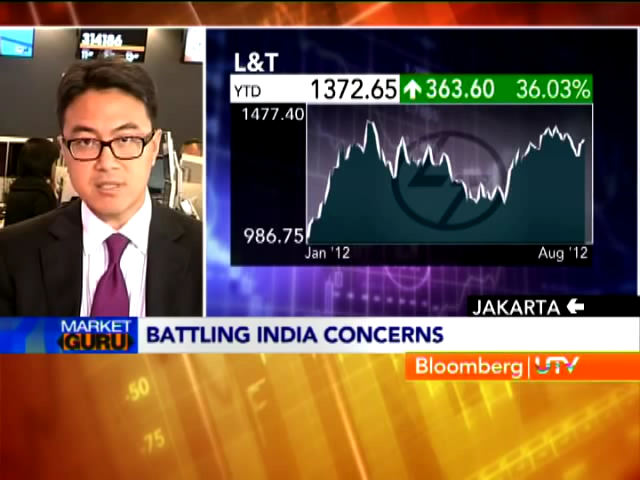 314186
L&T
YTD 1372.65 363.60 36.03%
1477.40
986.75
Jan '12 Aug '12
JAKARTA
MARKET GURU
BATTLING INDIA CONCERNS
Bloomberg | UTV
.50
.75